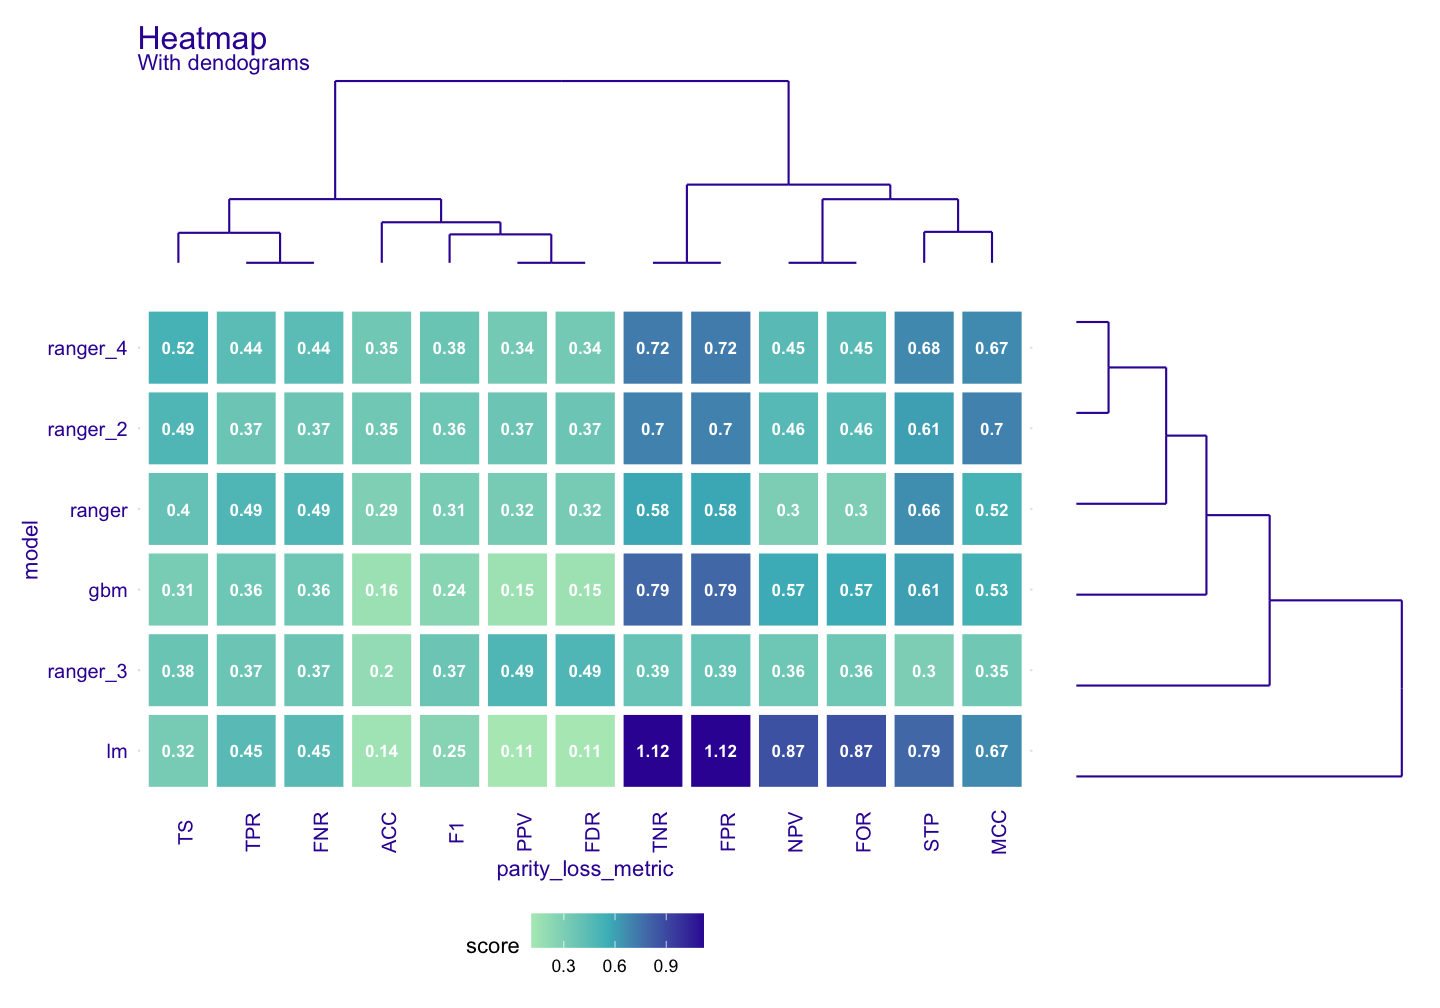 Heatmap
With dendograms
ranger_4 0.52 0.44 0.44 0.35 0.38 0.34 0.34 0.72 0.72 0.45 0.45 0.68 0.67
ranger_2 0.49 0.37 0.37 0.35 0.36 0.37 0.37 0.7 0.7 0.46 0.46 0.61 0.7
ranger 0.4 0.49 0.49 0.29 0.31 0.32 0.32 0.58 0.58 0.3 0.3 0.66 0.52
gbm 0.31 0.36 0.36 0.16 0.24 0.15 0.15 0.79 0.79 0.57 0.57 0.61 0.53
ranger_3 0.38 0.37 0.37 0.2 0.37 0.49 0.49 0.39 0.39 0.36 0.36 0.3 0.35
lm 0.32 0.45 0.45 0.14 0.25 0.11 0.11 1.12 1.12 0.87 0.87 0.79 0.67
model
TS TPR FNR ACC F1 PPV FDR TNR FPR NPV FOR STP MCC
parity_loss_metric
score
0.3 0.6 0.9